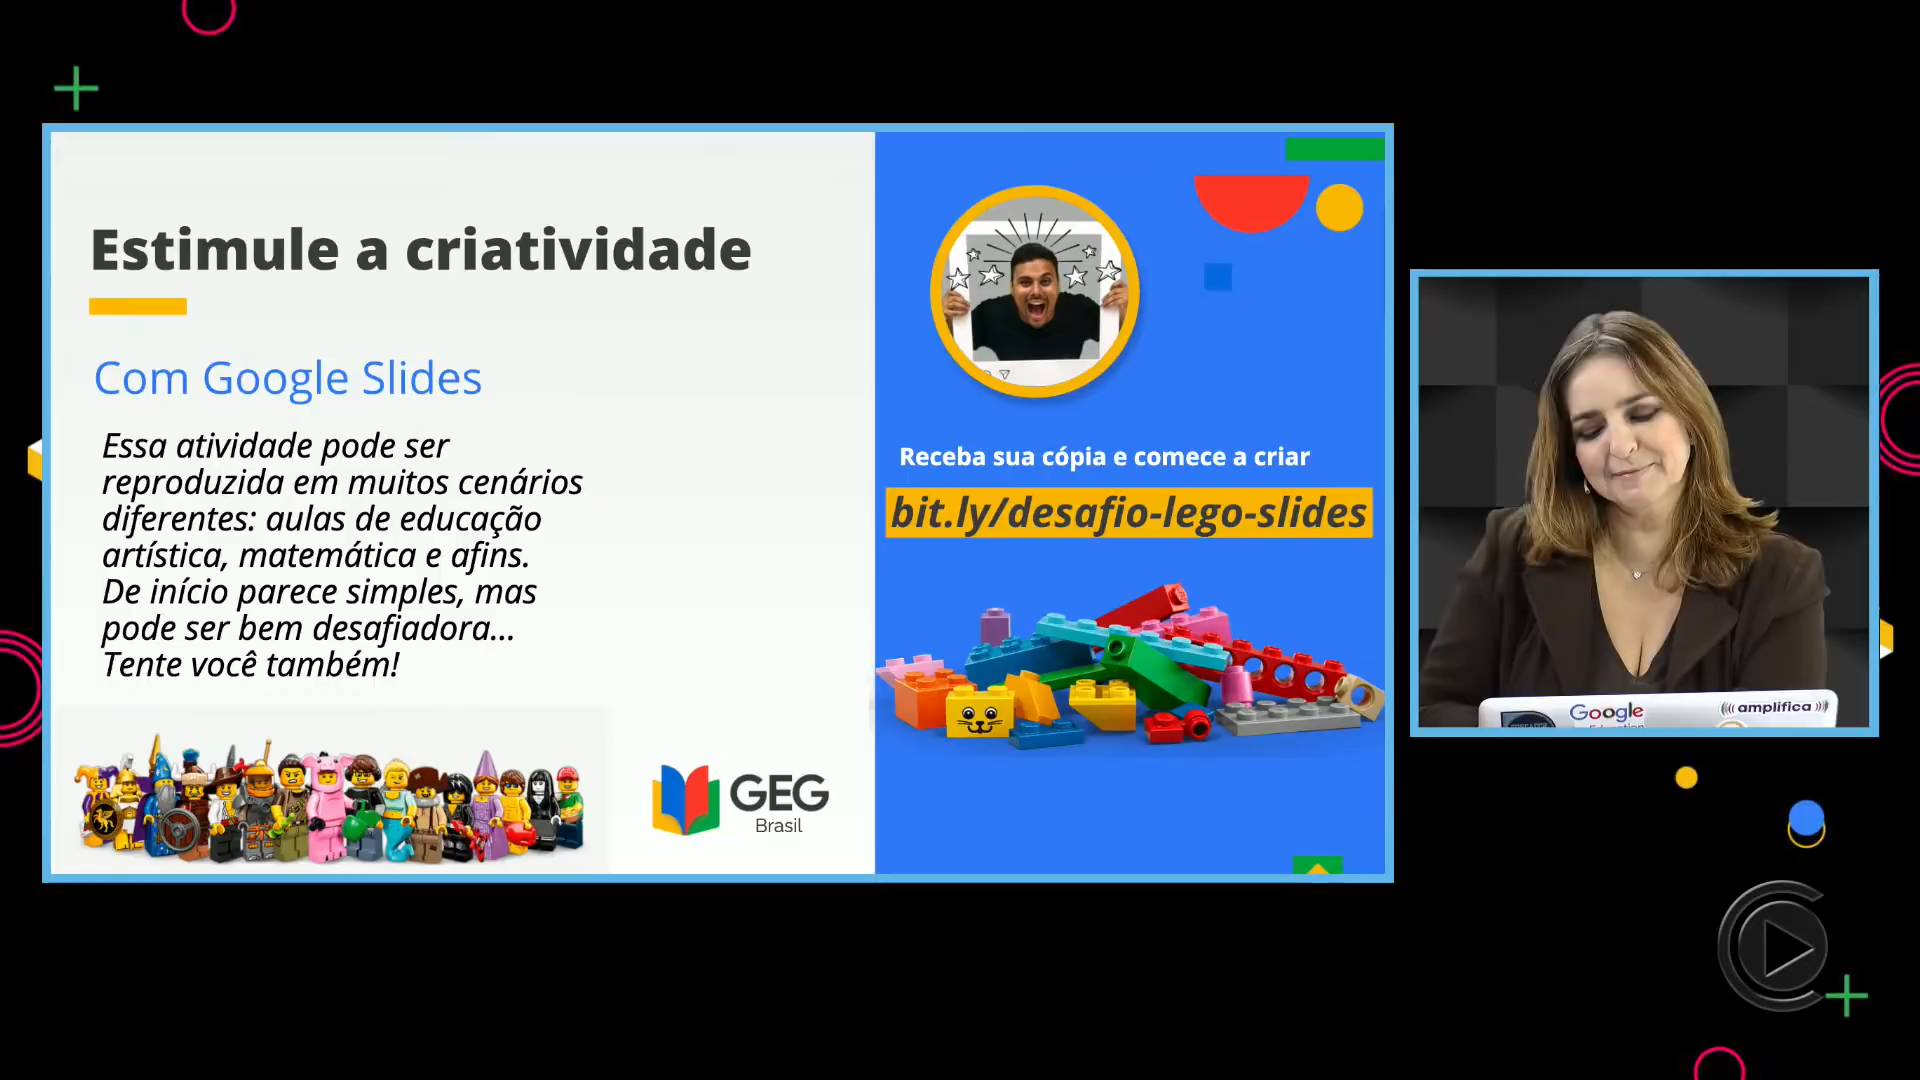 Estimule a criatividade
Com Google Slides
Essa atividade pode ser
reproduzida em muitos cenários
diferentes: aulas de educação
artística, matemática e afins.
De início parece simples, mas
pode ser bem desafiadora...
Tente você também!
GEG
Brasil
Receba sua cópia e comece a criar
bit.ly/desafio-lego-slides
Google
amplifica